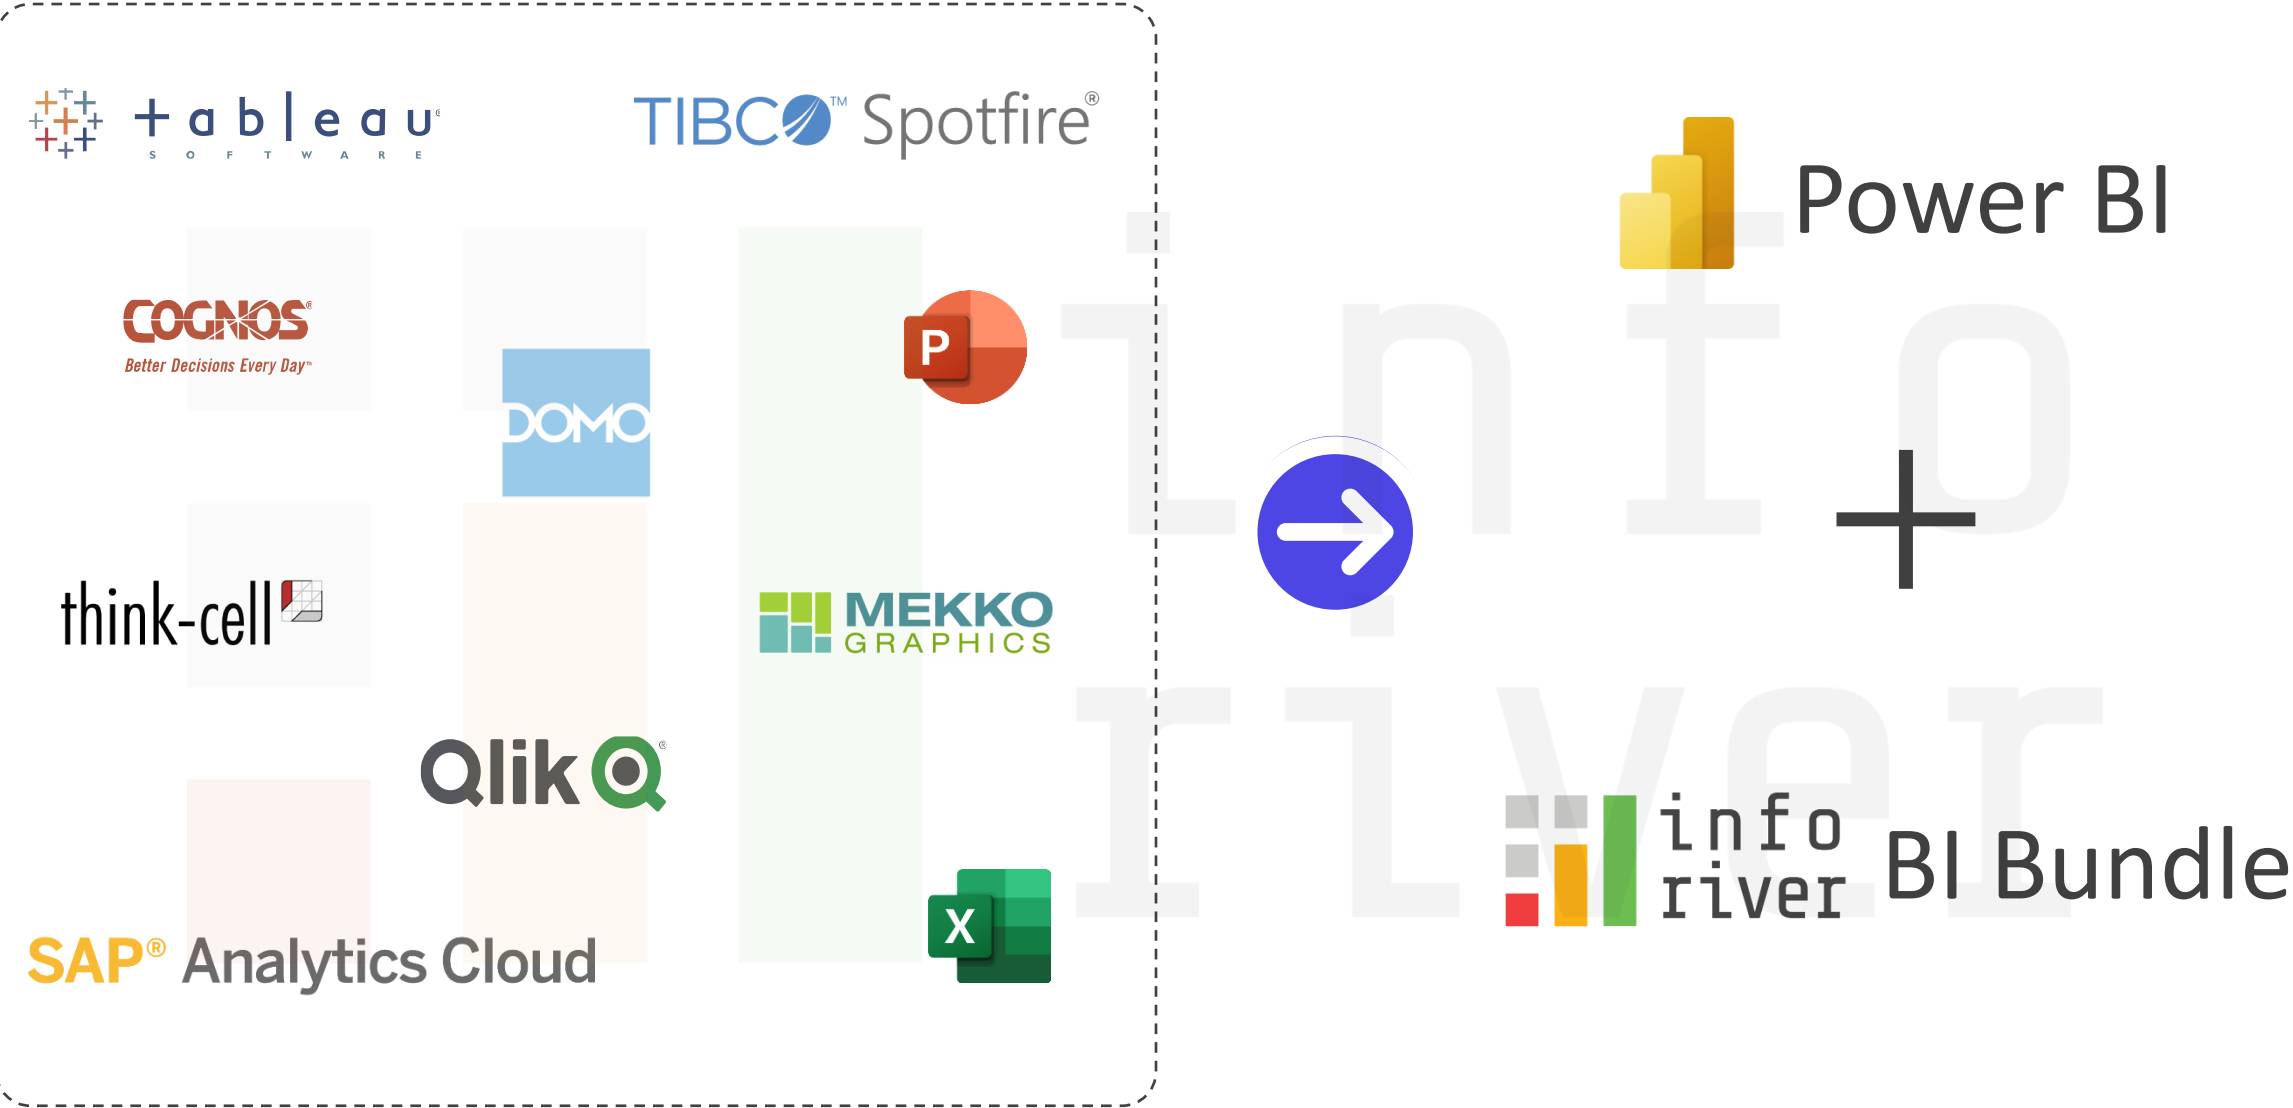 tableau®
SOFTWARE
TIBCO™ Spotfire®
COGNOS®
Better Decisions Every Day™
DOMO
P
think-cell
MEKKO
GRAPHICS
Qlik Q®
SAP® Analytics Cloud
X
info
river
Power BI
+
info
river
BI Bundle